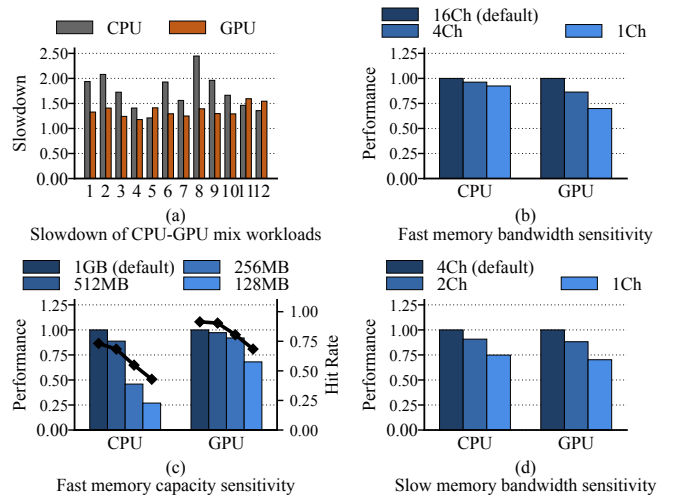 CPU GPU
Slowdown
2.50
2.00
1.50
1.00
0.50
0.00
1 2 3 4 5 6 7 8 9 10 11 12
(a)
Slowdown of CPU-GPU mix workloads
16Ch (default)
4Ch 1Ch
Performance
1.25
1.00
0.75
0.50
0.25
0.00
CPU GPU
(b)
Fast memory bandwidth sensitivity
1GB (default) 256MB
512MB 128MB
Performance
1.25
1.00
0.75
0.50
0.25
0.00
1.00
0.75
0.50
0.25
0.00
Hit Rate
CPU GPU
(c)
Fast memory capacity sensitivity
4Ch (default)
2Ch 1Ch
Performance
1.25
1.00
0.75
0.50
0.25
0.00
CPU GPU
(d)
Slow memory bandwidth sensitivity